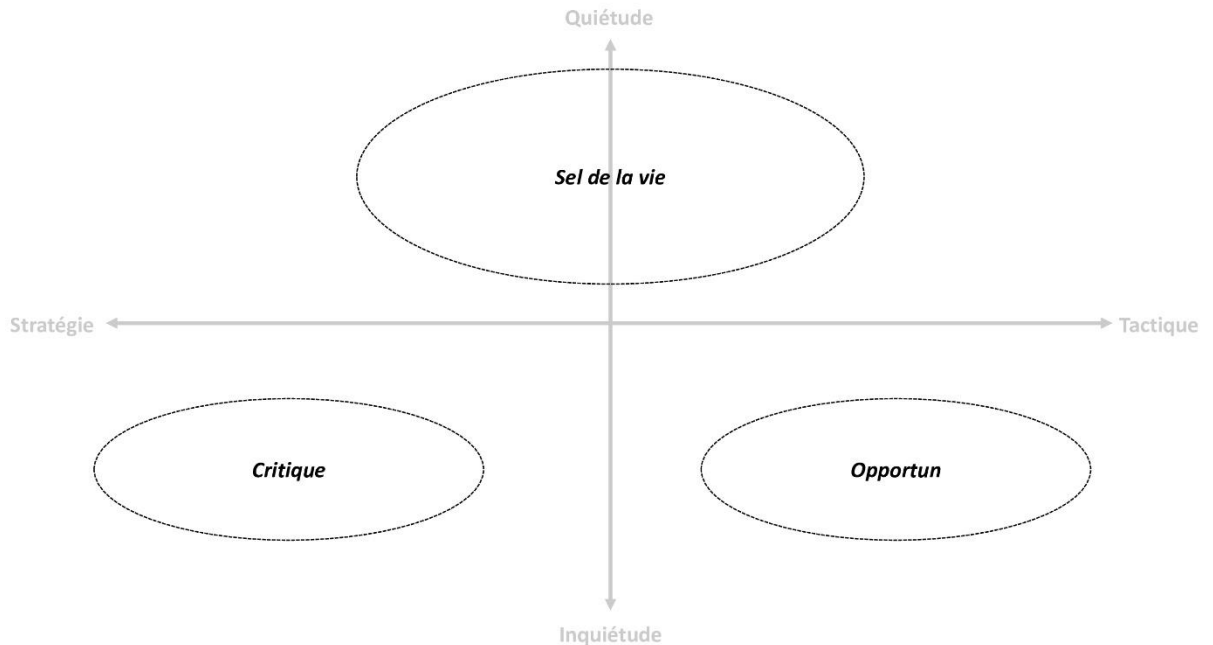 Quiétude
Sel de la vie
Stratégie
Tactique
Critique
Opportun
Inquiétude